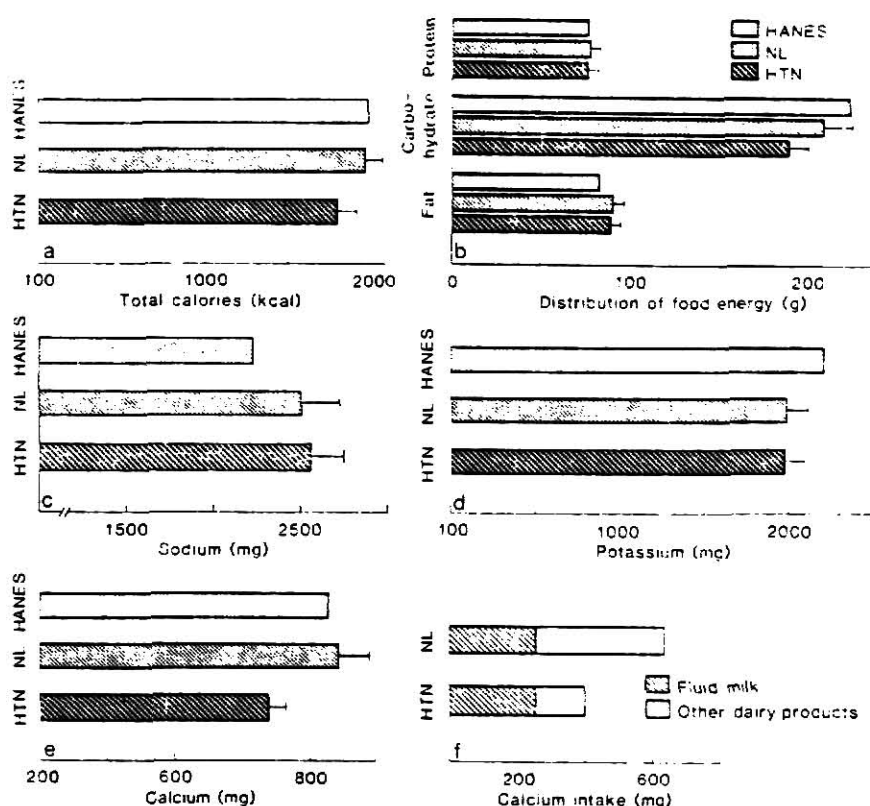 HANES
NL
HTN
a
100 1000 2000
Total calories (kcal)
Protein
Carbo-
hydrate
Fat
HANES
NL
HTN
b
0 100 200
Distribution of food energy (g)
HANES
NL
HTN
c
1500 2500
Sodium (mg)
HANES
NL
HTN
d
100 1000 2000
Potassium (mg)
HANES
NL
HTN
e
200 600 800
Calcium (mg)
NL
HTN
Fluid milk
Other dairy products
f
200 600
Calcium intake (mg)